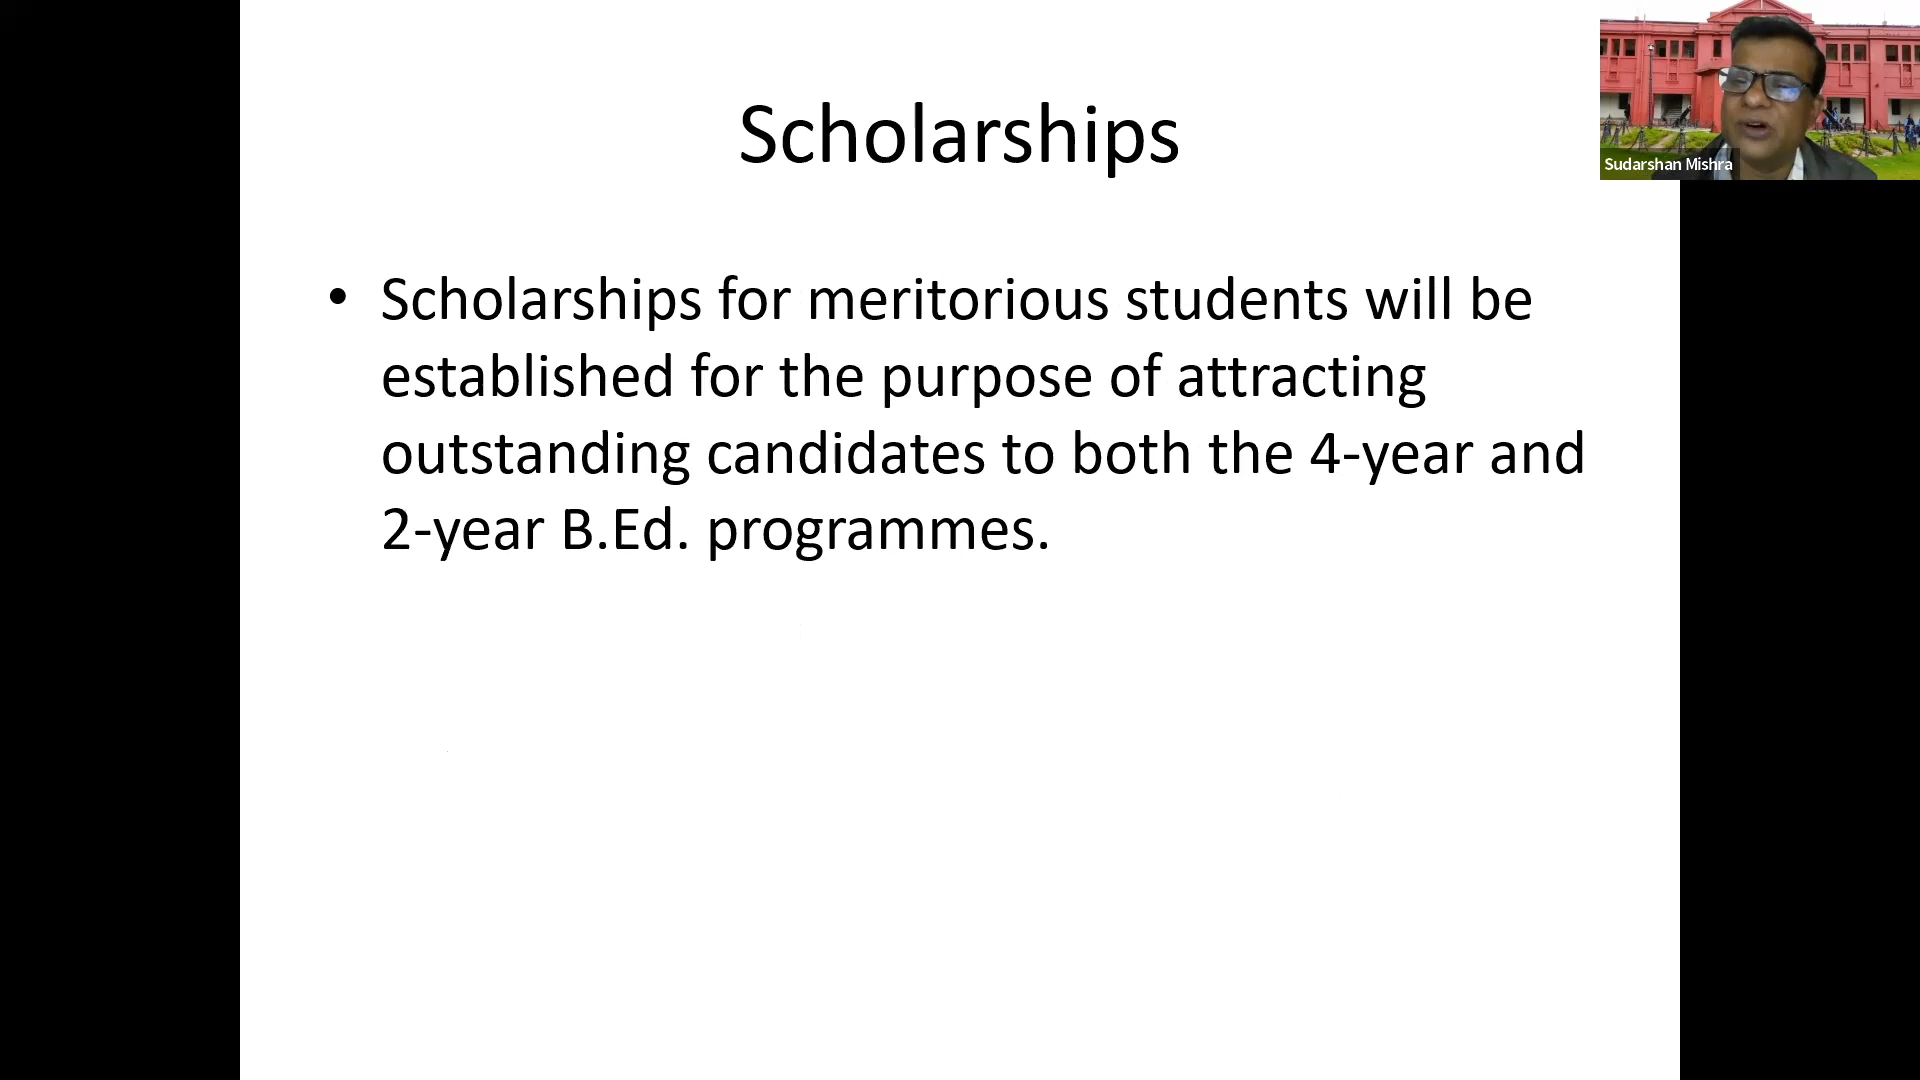 Scholarships
• Scholarships for meritorious students will be
established for the purpose of attracting
outstanding candidates to both the 4-year and
2-year B.Ed. programmes.
Sudarshan Mishra